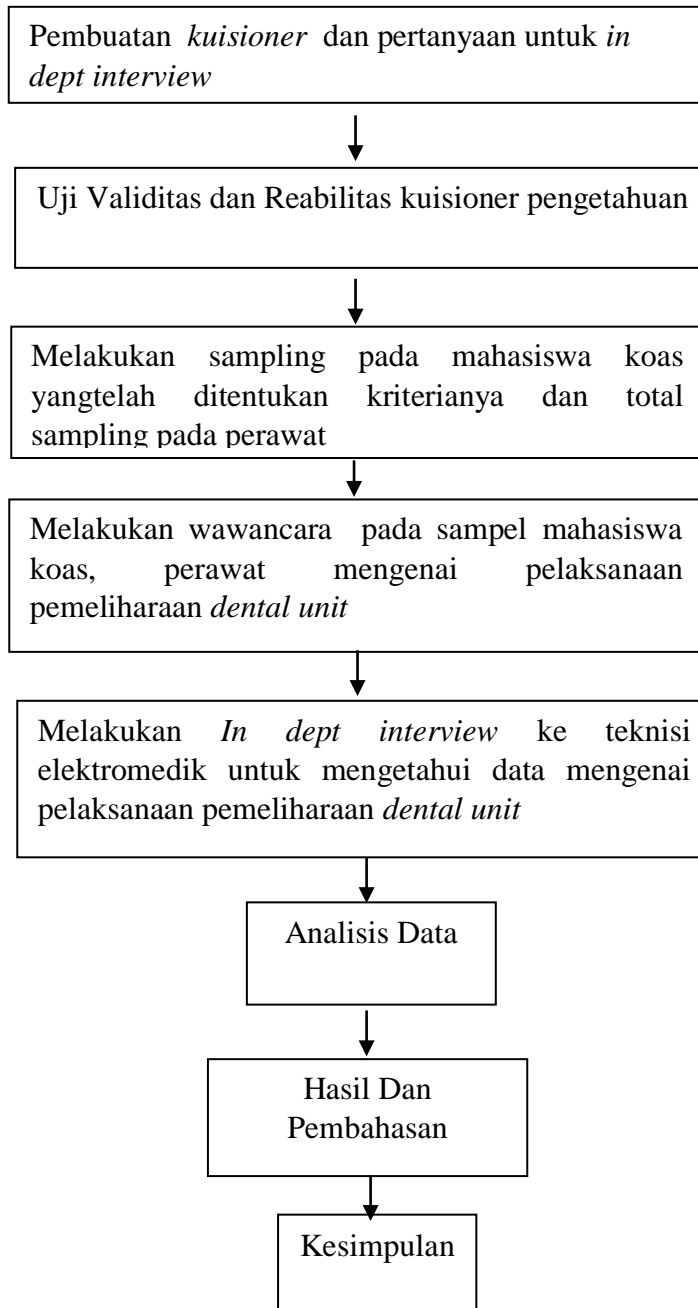 Pembuatan kuisioner dan pertanyaan untuk in
dept interview
Uji Validitas dan Reabilitas kuisioner pengetahuan
Melakukan sampling pada mahasiswa koas
yangtelah ditentukan kriterianya dan total
sampling pada perawat
Melakukan wawancara pada sampel mahasiswa
koas, perawat mengenai pelaksanaan
pemeliharaan dental unit
Melakukan In dept interview ke teknisi
elektromedik untuk mengetahui data mengenai
pelaksanaan pemeliharaan dental unit
Analisis Data
Hasil Dan
Pembahasan
Kesimpulan